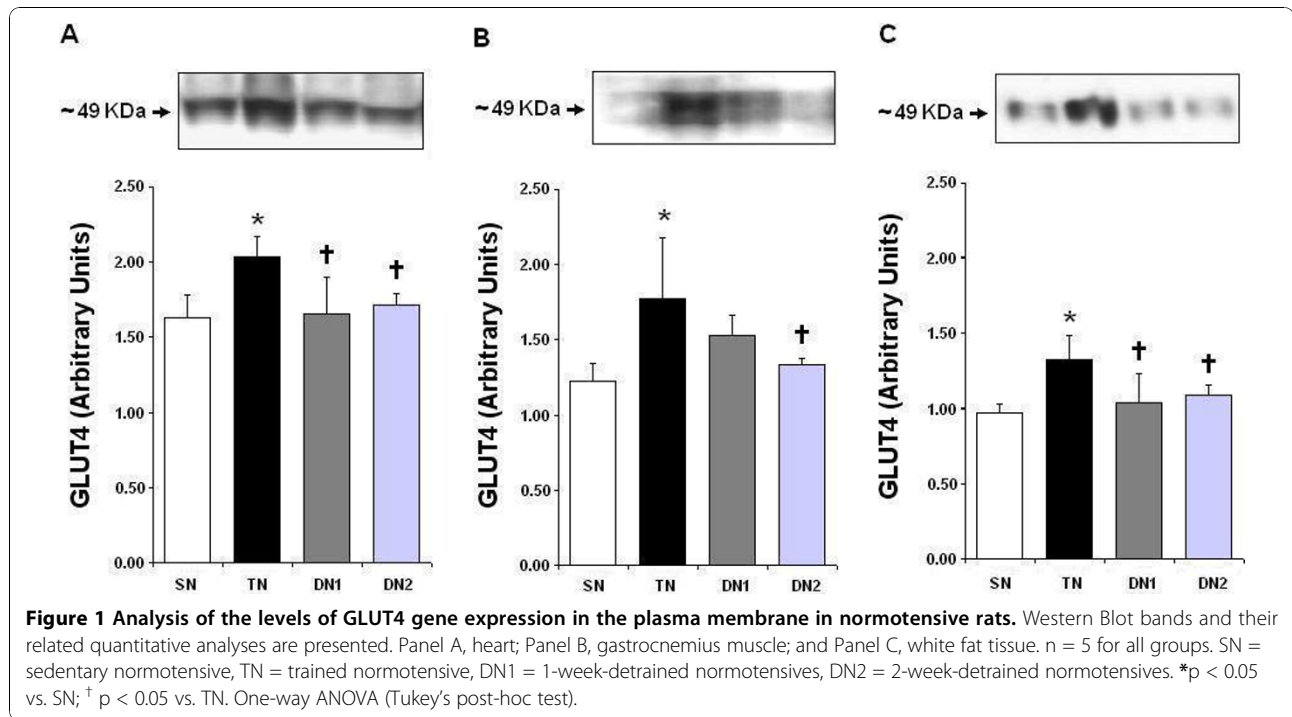 A
B
C
~49 KDa
~49 KDa
~49 KDa
GLUT4 (Arbitrary Units)
2.50
2.00
1.50
1.00
0.50
0.00
*
†
†
SN TN DN1 DN2
GLUT4 (Arbitrary Units)
2.50
2.00
1.50
1.00
0.50
0.00
*
†
SN TN DN1 DN2
GLUT4 (Arbitrary Units)
2.50
2.00
1.50
1.00
0.50
0.00
*
†
†
SN TN DN1 DN2
Figure 1 Analysis of the levels of GLUT4 gene expression in the plasma membrane in normotensive rats. Western Blot bands and their
related quantitative analyses are presented. Panel A, heart; Panel B, gastrocnemius muscle; and Panel C, white fat tissue. n = 5 for all groups. SN =
sedentary normotensive, TN = trained normotensive, DN1 = 1-week-detrained normotensives, DN2 = 2-week-detrained normotensives. *p < 0.05
vs. SN; † p < 0.05 vs. TN. One-way ANOVA (Tukey's post-hoc test).